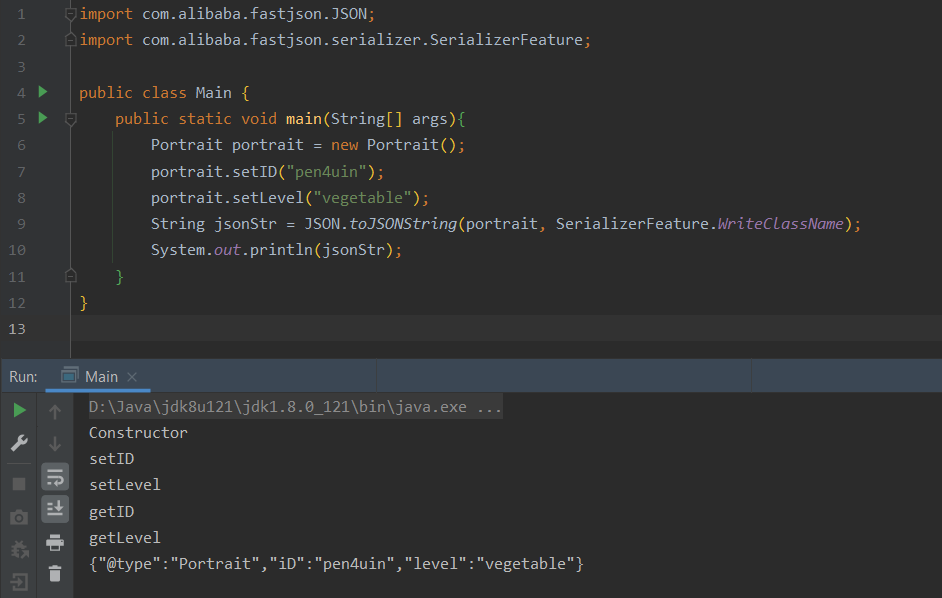 1 import com.alibaba.fastjson.JSON;
2 import com.alibaba.fastjson.serializer.SerializerFeature;
3
4 public class Main {
5 public static void main(String[] args){
6 Portrait portrait = new Portrait();
7 portrait.setID("pen4uin");
8 portrait.setLevel("vegetable");
9 String jsonStr = JSON.toJSONString(portrait, SerializerFeature.WriteClassName);
10 System.out.println(jsonStr);
11 }
12 }
13
Run: Main
D:\Java\jdk8u121\jdk1.8.0_121\bin\java.exe ...
Constructor
setID
setLevel
getID
getLevel
{"@type":"Portrait","iD":"pen4uin","level":"vegetable"}